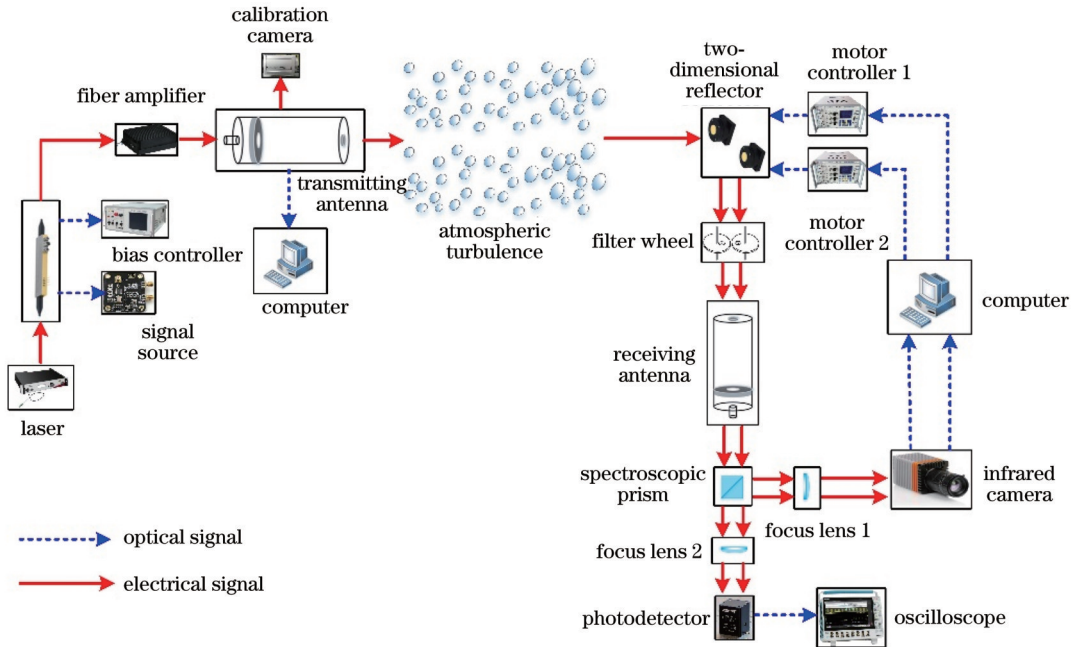 calibration
camera
two-
dimensional
reflector
motor
controller 1
fiber amplifier
transmitting
antenna
atmospheric
turbulence
motor
controller 2
filter wheel
bias controller
computer
computer
signal
source
receiving
antenna
laser
spectroscopic
prism
infrared
camera
focus lens 1
optical signal
focus lens 2
electrical signal
photodetector
oscilloscope